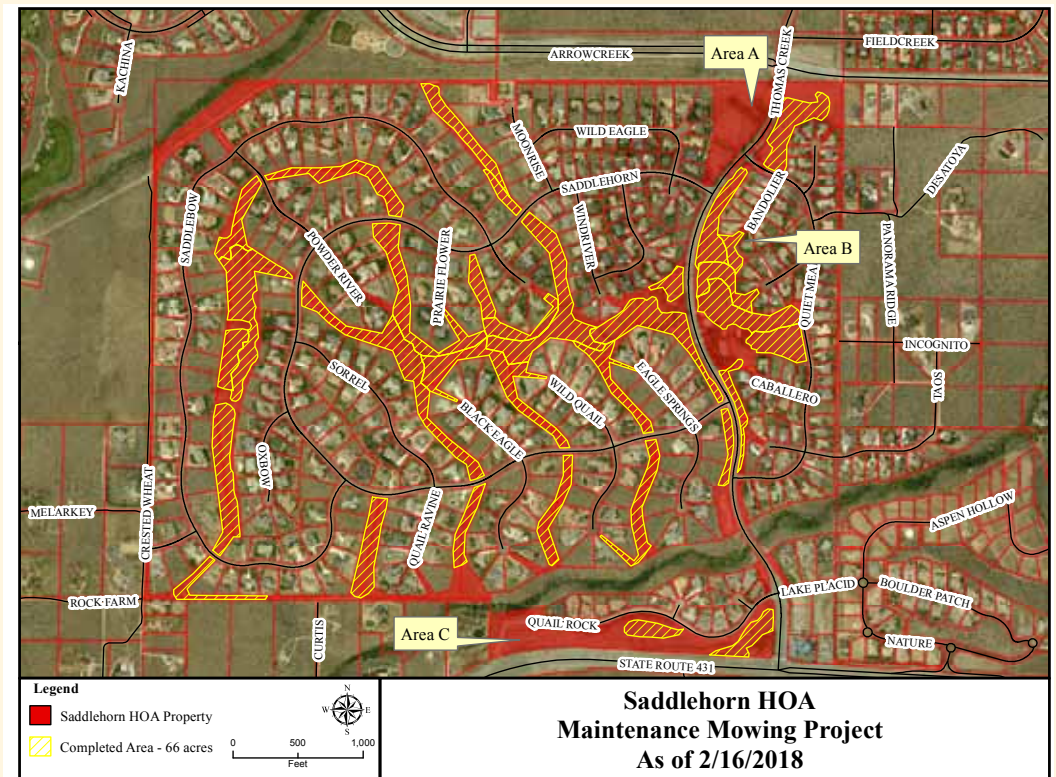 FIELDCREEK
Area A
ARROWCREEK
KACHINA
THOMAS CREEK
MOONRISE
WILD EAGLE
DESATOYA
SADDLEHORN
BANDOLIER
SADDLEBOW
WINDRIVER
Area B
POWDER RIVER
PRAIRIE FLOWER
PANORAMA RIDGE
QUIET MEA
INCOGNITO
SORREL
EAGLE SPRINGS
WILD QUAIL
CABALLERO
SOTA
BLACK EAGLE
OXBOW
CRESTED WHEAT
QUAIL RAVINE
MELARKEY
ASPEN HOLLOW
LAKE PLACID
BOULDER PATCH
ROCK FARM
CURTIS
QUAIL ROCK
Area C
NATURE
STATE ROUTE 431
Legend
Saddlehorn HOA Property
Completed Area - 66 acres
N
W
E
S
0 500 1,000
Feet
Saddlehorn HOA
Maintenance Mowing Project
As of 2/16/2018